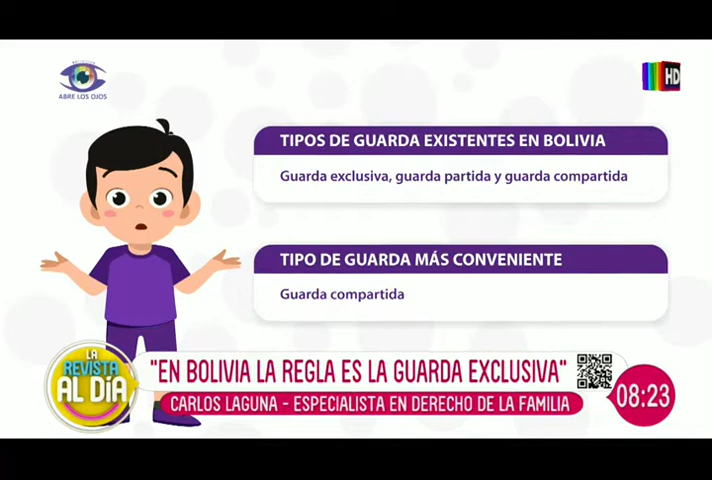 ABRE LOS OJOS
HD
TIPOS DE GUARDA EXISTENTES EN BOLIVIA
Guarda exclusiva, guarda partida y guarda compartida
TIPO DE GUARDA MÁS CONVENIENTE
Guarda compartida
LA
REVISTA
AL DÍA
"EN BOLIVIA LA REGLA ES LA GUARDA EXCLUSIVA"
CARLOS LAGUNA - ESPECIALISTA EN DERECHO DE LA FAMILIA
08:23